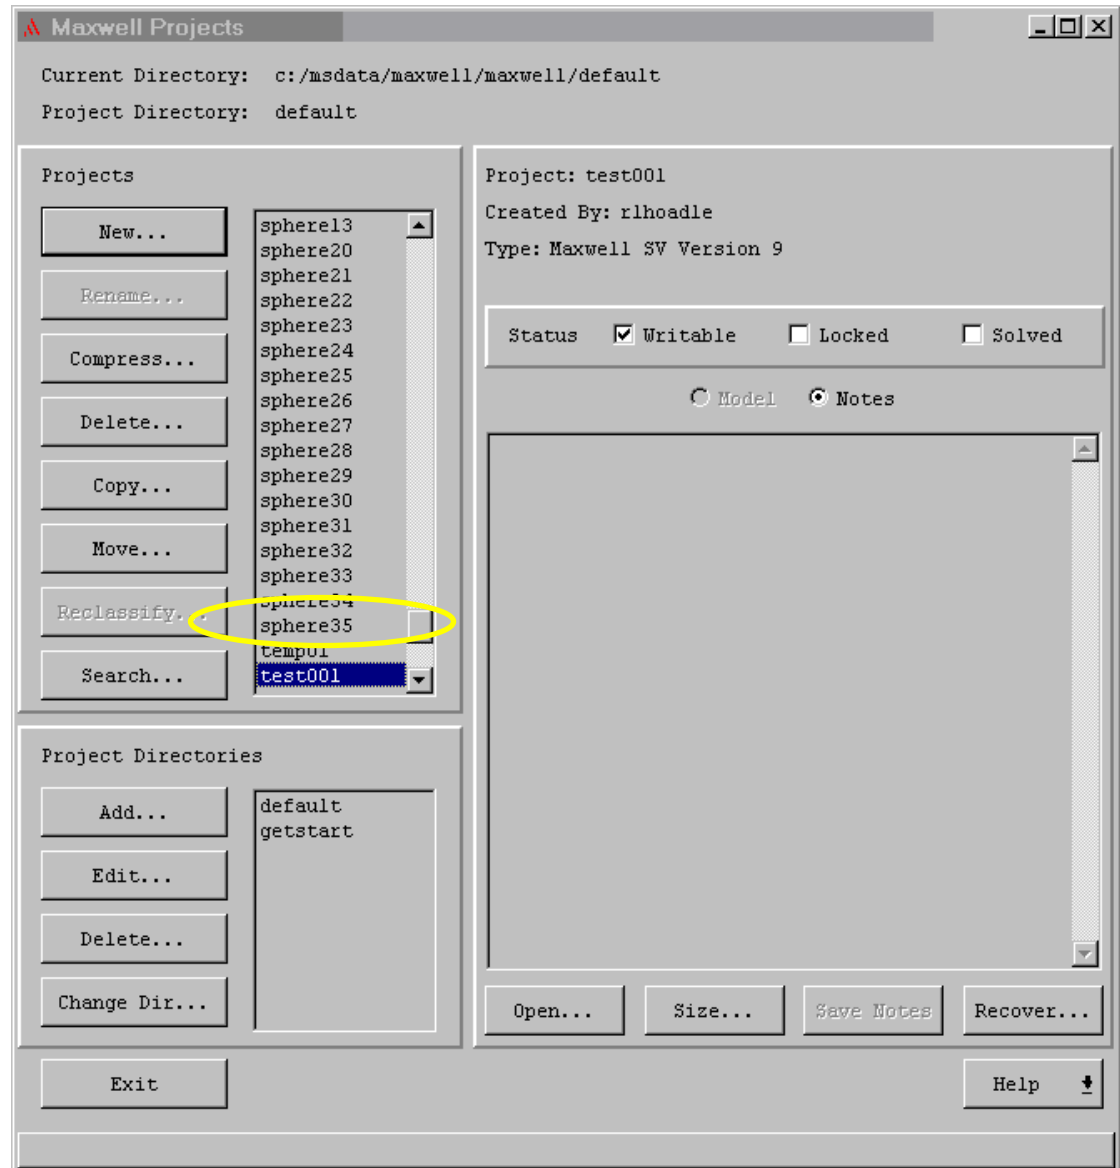 Maxwell Projects
Current Directory: c:/msdata/maxwell/maxwell/default
Project Directory: default
Projects
New...
Rename...
Compress...
Delete...
Copy...
Move...
Reclassify...
Search...
sphere13
sphere20
sphere21
sphere22
sphere23
sphere24
sphere25
sphere26
sphere27
sphere28
sphere29
sphere30
sphere31
sphere32
sphere33
sphere34
sphere35
temp01
test001
Project Directories
Add...
Edit...
Delete...
Change Dir...
default
getstart
Exit
Project: test001
Created By: rlhoadle
Type: Maxwell SV Version 9
Status Writable Locked Solved
Model Notes
Open... Size... Save Notes Recover...
Help